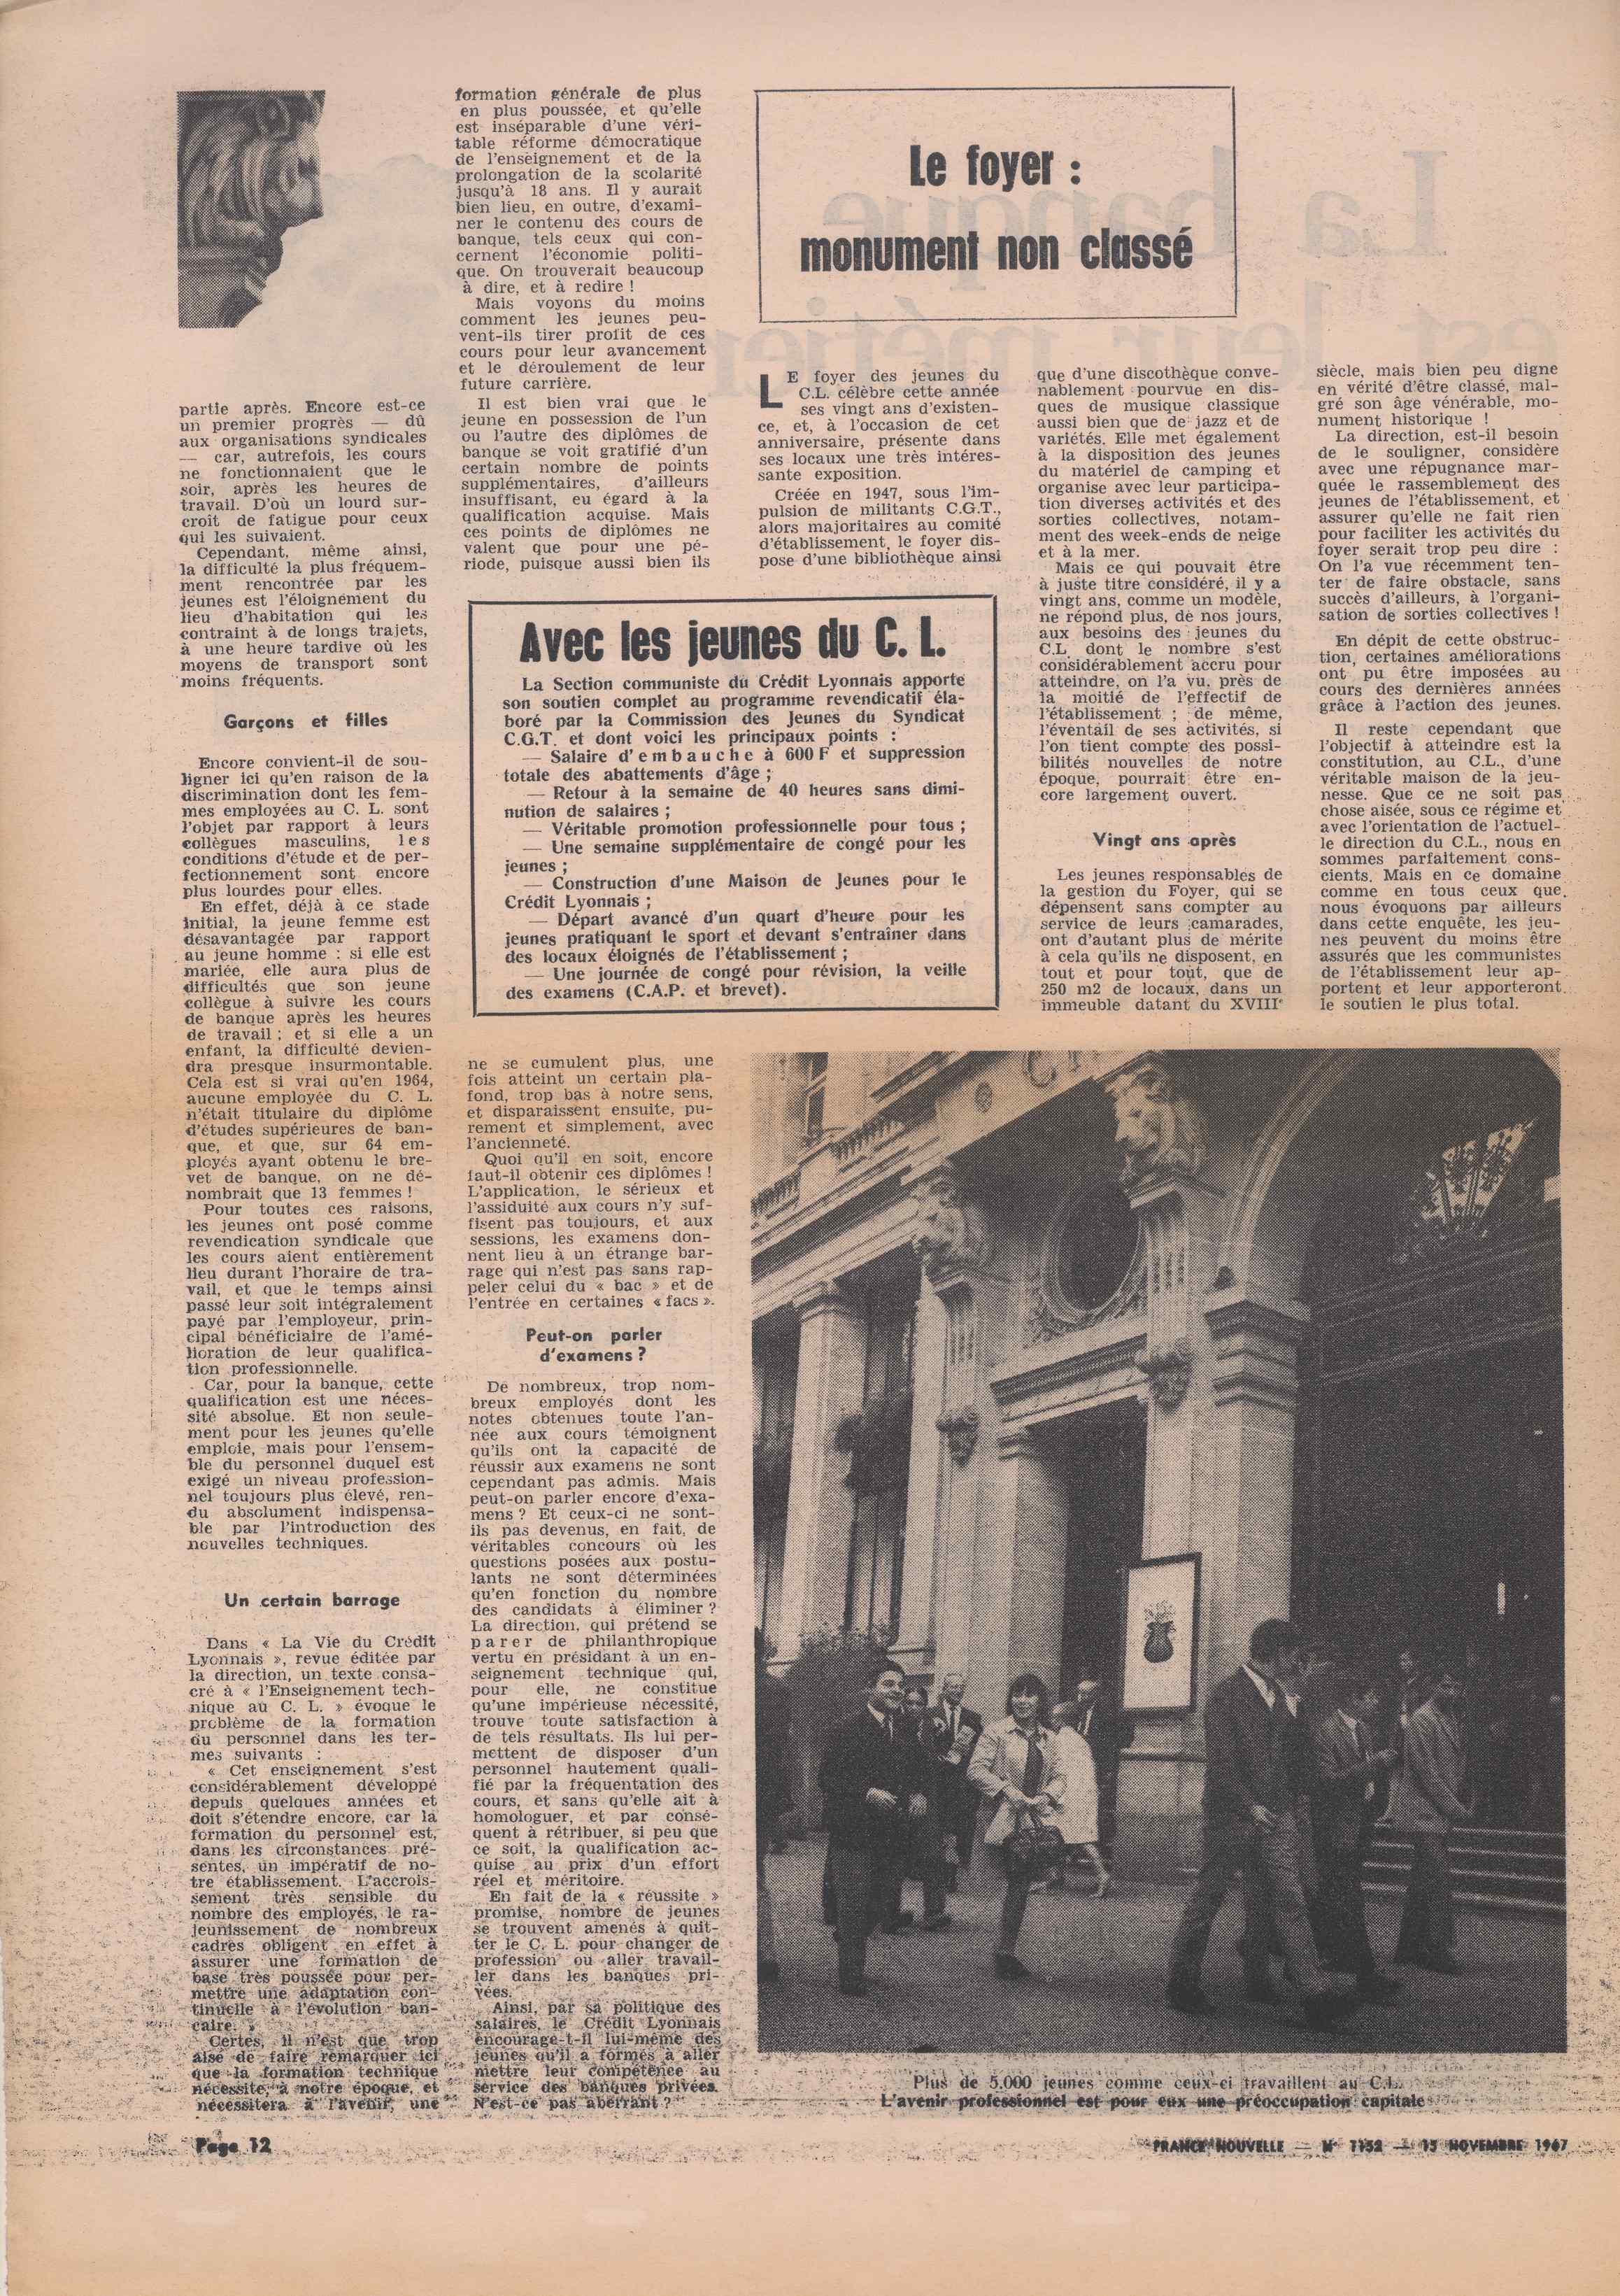 partie après. Encore est-ce
un premier progrès — dû
aux organisations syndicales
— car, autrefois, les cours
ne fonctionnaient que le
soir, après les heures de
travail. D'où un lourd sur-
croît de fatigue pour ceux
qui les suivaient.
Cependant, même ainsi,
la difficulté la plus fréquem-
ment rencontrée par les
jeunes est l'éloignement du
lieu d'habitation qui les
contraint à de longs trajets,
à une heure tardive où les
moyens de transport sont
moins fréquents.
Garçons et filles
Encore convient-il de sou-
ligner ici qu'en raison de la
discrimination dont les fem-
mes employées au C. L. sont
l'objet par rapport à leurs
collègues masculins, les
conditions d'étude et de per-
fectionnement sont encore
plus lourdes pour elles.
En effet, déjà à ce stade
initial, la jeune femme est
désavantagée par rapport
au jeune homme : si elle est
mariée, elle aura plus de
difficultés que son jeune
collègue à suivre les cours
de banque après les heures
de travail ; et si elle a un
enfant, la difficulté devien-
dra presque insurmontable.
Cela est si vrai qu'en 1964,
aucune employée du C. L.
n'était titulaire du diplôme
d'études supérieures de ban-
que, et que, sur 64 em-
ployés ayant obtenu le bre-
vet de banque, on ne dé-
nombrait que 13 femmes !
Pour toutes ces raisons,
les jeunes ont posé comme
revendication syndicale que
les cours aient entièrement
lieu durant l'horaire de tra-
vail, et que le temps ainsi
passé leur soit intégralement
payé par l'employeur, prin-
cipal bénéficiaire de l'amé-
lioration de leur qualifica-
tion professionnelle.
Car, pour la banque, cette
qualification est une néces-
sité absolue. Et non seule-
ment pour les jeunes qu'elle
emploie, mais pour l'ensem-
ble du personnel duquel est
exigé un niveau profession-
nel toujours plus élevé, ren-
du absolument indispensa-
ble par l'introduction des
nouvelles techniques.
Un certain barrage
Dans « La Vie du Crédit
Lyonnais », revue éditée par
la direction, un texte consa-
cré à « l'Enseignement tech-
nique au C. L. » évoque le
problème de la formation
du personnel dans les ter-
mes suivants :
« Cet enseignement s'est
considérablement développé
depuis quelques années et
doit s'étendre encore, car la
formation du personnel est,
dans les circonstances pré-
sentes, un impératif de no-
tre établissement. L'accrois-
sement très sensible du
nombre des employés, le ra-
jeunissement de nombreux
cadres obligent en effet à
assurer une formation de
base très poussée pour per-
mettre une adaptation con-
tinuelle à l'évolution ban-
caire. »
Certes, il n'est que trop
aisé de faire remarquer ici
que la formation technique
nécessite, à notre époque, et
nécessitera à l'avenir, une
formation générale de plus
en plus poussée, et qu'elle
est inséparable d'une véri-
table réforme démocratique
de l'enseignement et de la
prolongation de la scolarité
jusqu'à 18 ans. Il y aurait
bien lieu, en outre, d'exami-
ner le contenu des cours de
banque, tels ceux qui con-
cernent l'économie politi-
que. On trouverait beaucoup
à dire, et à redire !
Mais voyons du moins
comment les jeunes peu-
vent-ils tirer profit de ces
cours pour leur avancement
et le déroulement de leur
future carrière.
Il est bien vrai que le
jeune en possession de l'un
ou l'autre des diplômes de
banque se voit gratifié d'un
certain nombre de points
supplémentaires, d'ailleurs
insuffisant, eu égard à la
qualification acquise. Mais
ces points de diplômes ne
valent que pour une pé-
riode, puisque aussi bien ils
ne se cumulent plus, une
fois atteint un certain pla-
fond, trop bas à notre sens,
et disparaissent ensuite, pu-
rement et simplement, avec
l'ancienneté.
Quoi qu'il en soit, encore
faut-il obtenir ces diplômes !
L'application, le sérieux et
l'assiduité aux cours n'y suf-
fisent pas toujours, et aux
sessions, les examens don-
nent lieu à un étrange bar-
rage qui n'est pas sans rap-
peler celui du « bac » et de
l'entrée en certaines « facs ».
Peut-on parler
d'examens ?
De nombreux, trop nom-
breux employés dont les
notes obtenues toute l'an-
née aux cours témoignent
qu'ils ont la capacité de
réussir aux examens ne sont
cependant pas admis. Mais
peut-on parler encore d'exa-
mens ? Et ceux-ci ne sont-
ils pas devenus, en fait, de
véritables concours où les
questions posées aux postu-
lants ne sont déterminées
qu'en fonction du nombre
des candidats à éliminer ?
La direction, qui prétend se
parer de philanthropique
vertu en présidant à un en-
seignement technique qui,
pour elle, ne constitue
qu'une impérieuse nécessité,
trouve toute satisfaction à
de tels résultats. Ils lui per-
mettent de disposer d'un
personnel hautement quali-
fié par la fréquentation des
cours, et sans qu'elle ait à
homologuer, et par consé-
quent à rétribuer, si peu que
ce soit, la qualification ac-
quise au prix d'un effort
réel et méritoire.
En fait de la « réussite »
promise, nombre de jeunes
se trouvent amenés à quit-
ter le C. L. pour changer de
profession ou aller travail-
ler dans les banques pri-
vées.
Ainsi, par sa politique des
salaires, le Crédit Lyonnais
encourage-t-il lui-même des
jeunes qu'il a formés à aller
mettre leur compétence au
service des banques privées.
N'est-ce pas aberrant ?
Avec les jeunes du C. L.
La Section communiste du Crédit Lyonnais apporte
son soutien complet au programme revendicatif éla-
boré par la Commission des Jeunes du Syndicat
C.G.T. et dont voici les principaux points :
— Salaire d'embauche à 600 F et suppression
totale des abattements d'âge ;
— Retour à la semaine de 40 heures sans dimi-
nution de salaires ;
— Véritable promotion professionnelle pour tous ;
— Une semaine supplémentaire de congé pour les
jeunes ;
— Construction d'une Maison de Jeunes pour le
Crédit Lyonnais ;
— Départ avancé d'un quart d'heure pour les
jeunes pratiquant le sport et devant s'entraîner dans
des locaux éloignés de l'établissement ;
— Une journée de congé pour révision, la veille
des examens (C.A.P. et brevet).
Le foyer :
monument non classé
LE foyer des jeunes du
C.L. célèbre cette année
ses vingt ans d'existen-
ce, et, à l'occasion de cet
anniversaire, présente dans
ses locaux une très intéres-
sante exposition.
Créée en 1947, sous l'im-
pulsion de militants C.G.T.,
alors majoritaires au comité
d'établissement, le foyer dis-
pose d'une bibliothèque ainsi
que d'une discothèque conve-
nablement pourvue en dis-
ques de musique classique
aussi bien que de jazz et de
variétés. Elle met également
à la disposition des jeunes
du matériel de camping et
organise avec leur participa-
tion diverses activités et des
sorties collectives, notam-
ment des week-ends de neige
et à la mer.
Mais ce qui pouvait être
à juste titre considéré, il y a
vingt ans, comme un modèle,
ne répond plus, de nos jours,
aux besoins des jeunes du
C.L. dont le nombre s'est
considérablement accru pour
atteindre, on l'a vu, près de
la moitié de l'effectif de
l'établissement ; de même,
l'éventail de ses activités, si
l'on tient compte des possi-
bilités nouvelles de notre
époque, pourrait être en-
core largement ouvert.
Vingt ans après
Les jeunes responsables de
la gestion du Foyer, qui se
dépensent sans compter au
service de leurs camarades,
ont d'autant plus de mérite
à cela qu'ils ne disposent, en
tout et pour tout, que de
250 m2 de locaux, dans un
immeuble datant du XVIIIe
siècle, mais bien peu digne
en vérité d'être classé, mal-
gré son âge vénérable, mo-
nument historique !
La direction, est-il besoin
de le souligner, considère
avec une répugnance mar-
quée le rassemblement des
jeunes de l'établissement, et
assurer qu'elle ne fait rien
pour faciliter les activités du
foyer serait trop peu dire :
On l'a vue récemment ten-
ter de faire obstacle, sans
succès d'ailleurs, à l'organi-
sation de sorties collectives !
En dépit de cette obstruc-
tion, certaines améliorations
ont pu être imposées au
cours des dernières années
grâce à l'action des jeunes.
Il reste cependant que
l'objectif à atteindre est la
constitution, au C.L., d'une
véritable maison de la jeu-
nesse. Que ce ne soit pas
chose aisée, sous ce régime et
avec l'orientation de l'actuel-
le direction du C.L., nous en
sommes parfaitement cons-
cients. Mais en ce domaine
comme en tous ceux que
nous évoquons par ailleurs
dans cette enquête, les jeu-
nes peuvent du moins être
assurés que les communistes
de l'établissement leur ap-
portent et leur apporteront
le soutien le plus total.
Plus de 5.000 jeunes comme ceux-ci travaillent au C.L.
L'avenir professionnel est pour eux une préoccupation capitale
Page 12
FRANCE NOUVELLE — N° 1152 — 15 NOVEMBRE 1967